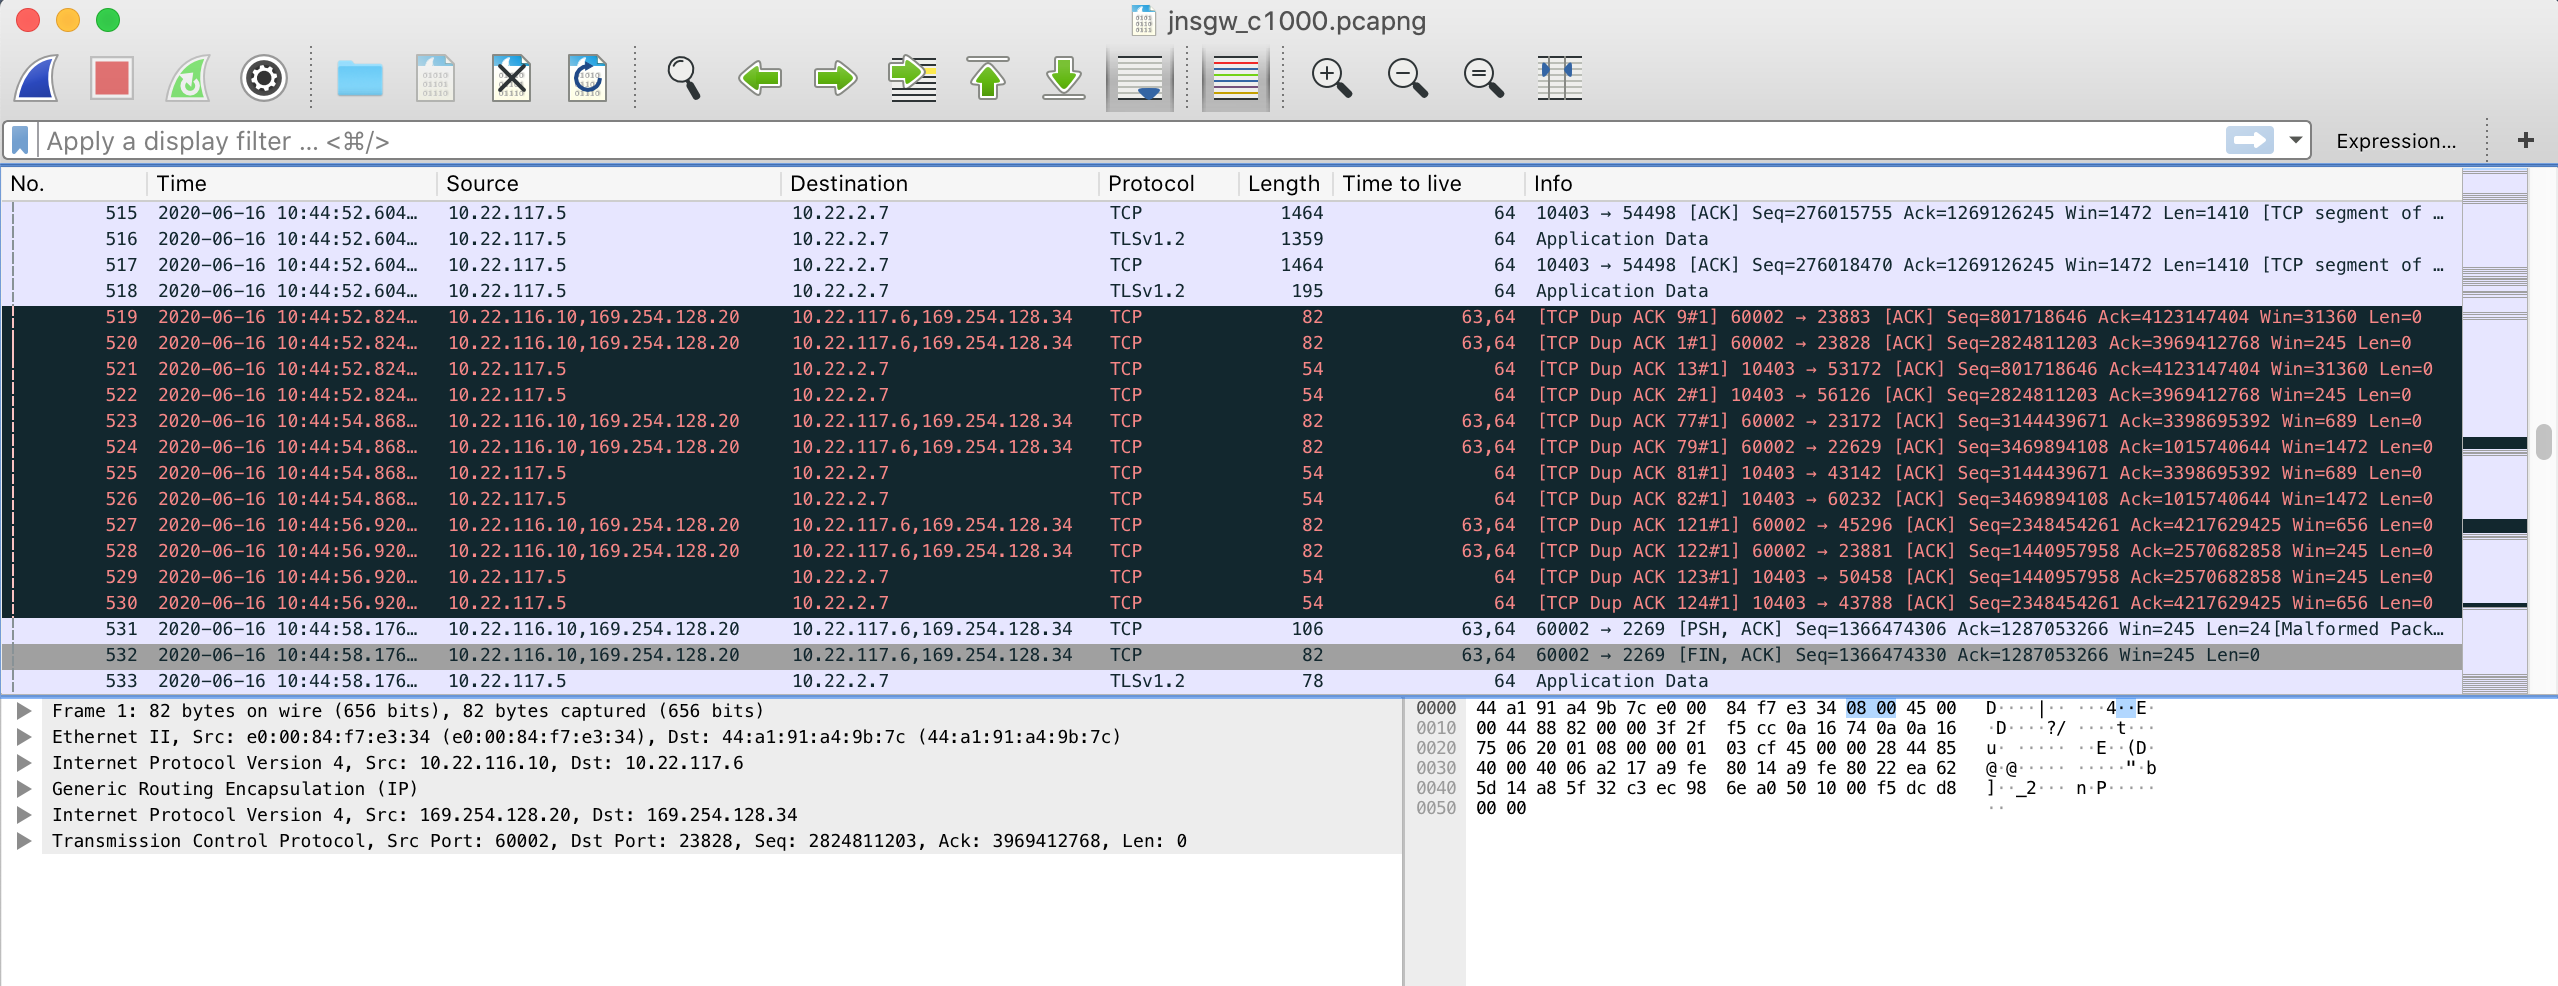 jnsgw_c1000.pcapng
Apply a display filter ... <⌘/>
Expression...
+
No. Time Source Destination Protocol Length Time to live Info
515 2020-06-16 10:44:52.604… 10.22.117.5 10.22.2.7 TCP 1464 64 10403 → 54498 [ACK] Seq=276015755 Ack=1269126245 Win=1472 Len=1410 [TCP segment of …
516 2020-06-16 10:44:52.604… 10.22.117.5 10.22.2.7 TLSv1.2 1359 64 Application Data
517 2020-06-16 10:44:52.604… 10.22.117.5 10.22.2.7 TCP 1464 64 10403 → 54498 [ACK] Seq=276018470 Ack=1269126245 Win=1472 Len=1410 [TCP segment of …
518 2020-06-16 10:44:52.604… 10.22.117.5 10.22.2.7 TLSv1.2 195 64 Application Data
519 2020-06-16 10:44:52.824… 10.22.116.10,169.254.128.20 10.22.117.6,169.254.128.34 TCP 82 63,64 [TCP Dup ACK 9#1] 60002 → 23883 [ACK] Seq=801718646 Ack=4123147404 Win=31360 Len=0
520 2020-06-16 10:44:52.824… 10.22.116.10,169.254.128.20 10.22.117.6,169.254.128.34 TCP 82 63,64 [TCP Dup ACK 1#1] 60002 → 23828 [ACK] Seq=2824811203 Ack=3969412768 Win=245 Len=0
521 2020-06-16 10:44:52.824… 10.22.117.5 10.22.2.7 TCP 54 64 [TCP Dup ACK 13#1] 10403 → 53172 [ACK] Seq=801718646 Ack=4123147404 Win=31360 Len=0
522 2020-06-16 10:44:52.824… 10.22.117.5 10.22.2.7 TCP 54 64 [TCP Dup ACK 2#1] 10403 → 56126 [ACK] Seq=2824811203 Ack=3969412768 Win=245 Len=0
523 2020-06-16 10:44:54.868… 10.22.116.10,169.254.128.20 10.22.117.6,169.254.128.34 TCP 82 63,64 [TCP Dup ACK 77#1] 60002 → 23172 [ACK] Seq=3144439671 Ack=3398695392 Win=689 Len=0
524 2020-06-16 10:44:54.868… 10.22.116.10,169.254.128.20 10.22.117.6,169.254.128.34 TCP 82 63,64 [TCP Dup ACK 79#1] 60002 → 22629 [ACK] Seq=3469894108 Ack=1015740644 Win=1472 Len=0
525 2020-06-16 10:44:54.868… 10.22.117.5 10.22.2.7 TCP 54 64 [TCP Dup ACK 81#1] 10403 → 43142 [ACK] Seq=3144439671 Ack=3398695392 Win=689 Len=0
526 2020-06-16 10:44:54.868… 10.22.117.5 10.22.2.7 TCP 54 64 [TCP Dup ACK 82#1] 10403 → 60232 [ACK] Seq=3469894108 Ack=1015740644 Win=1472 Len=0
527 2020-06-16 10:44:56.920… 10.22.116.10,169.254.128.20 10.22.117.6,169.254.128.34 TCP 82 63,64 [TCP Dup ACK 121#1] 60002 → 45296 [ACK] Seq=2348454261 Ack=4217629425 Win=656 Len=0
528 2020-06-16 10:44:56.920… 10.22.116.10,169.254.128.20 10.22.117.6,169.254.128.34 TCP 82 63,64 [TCP Dup ACK 122#1] 60002 → 23881 [ACK] Seq=1440957958 Ack=2570682858 Win=245 Len=0
529 2020-06-16 10:44:56.920… 10.22.117.5 10.22.2.7 TCP 54 64 [TCP Dup ACK 123#1] 10403 → 50458 [ACK] Seq=1440957958 Ack=2570682858 Win=245 Len=0
530 2020-06-16 10:44:56.920… 10.22.117.5 10.22.2.7 TCP 54 64 [TCP Dup ACK 124#1] 10403 → 43788 [ACK] Seq=2348454261 Ack=4217629425 Win=656 Len=0
531 2020-06-16 10:44:58.176… 10.22.116.10,169.254.128.20 10.22.117.6,169.254.128.34 TCP 106 63,64 60002 → 2269 [PSH, ACK] Seq=1366474306 Ack=1287053266 Win=245 Len=24[Malformed Pack…
532 2020-06-16 10:44:58.176… 10.22.116.10,169.254.128.20 10.22.117.6,169.254.128.34 TCP 82 63,64 60002 → 2269 [FIN, ACK] Seq=1366474330 Ack=1287053266 Win=245 Len=0
533 2020-06-16 10:44:58.176… 10.22.117.5 10.22.2.7 TLSv1.2 78 64 Application Data
Frame 1: 82 bytes on wire (656 bits), 82 bytes captured (656 bits)
Ethernet II, Src: e0:00:84:f7:e3:34 (e0:00:84:f7:e3:34), Dst: 44:a1:91:a4:9b:7c (44:a1:91:a4:9b:7c)
Internet Protocol Version 4, Src: 10.22.116.10, Dst: 10.22.117.6
Generic Routing Encapsulation (IP)
Internet Protocol Version 4, Src: 169.254.128.20, Dst: 169.254.128.34
Transmission Control Protocol, Src Port: 60002, Dst Port: 23828, Seq: 2824811203, Ack: 3969412768, Len: 0
0000 44 a1 91 a4 9b 7c e0 00 84 f7 e3 34 08 00 45 00 D····|·· ···4··E·
0010 00 44 88 82 00 00 3f 2f f5 cc 0a 16 74 0a 0a 16 ·D····?/ ····t···
0020 75 06 20 01 08 00 00 01 03 cf 45 00 00 28 44 85 u· ····· ··E··(D·
0030 40 00 40 06 a2 17 a9 fe 80 14 a9 fe 80 22 ea 62 @·@····· ·····"·b
0040 5d 14 a8 5f 32 c3 ec 98 6e a0 50 10 00 f5 dc d8 ]··_2··· n·P·····
0050 00 00 ··